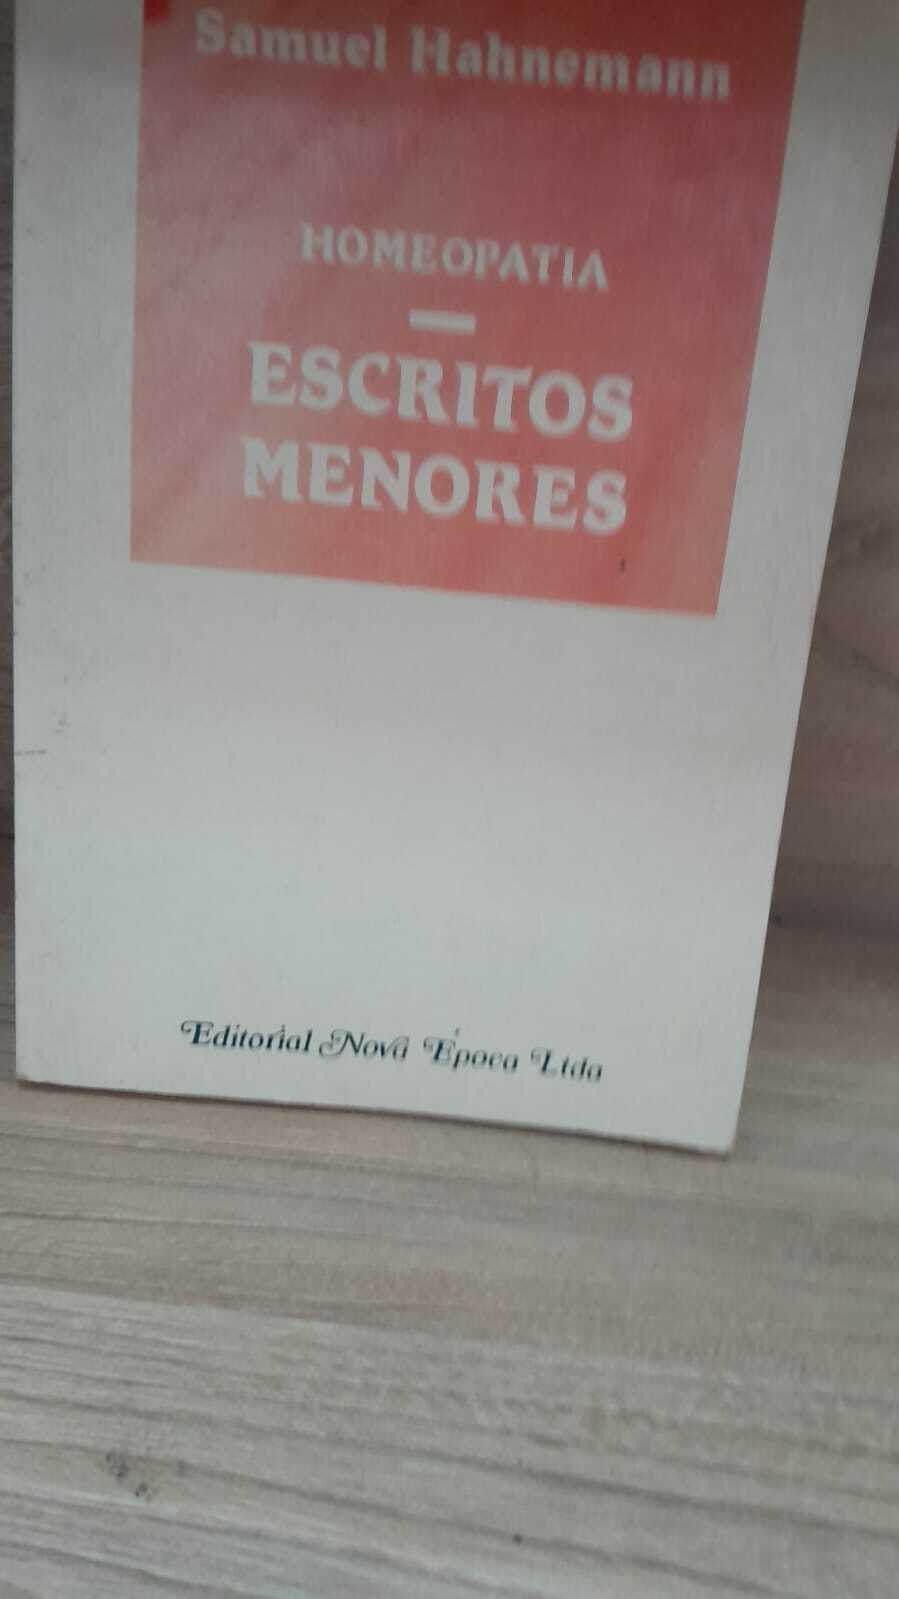 Samuel Hahnemann
HOMEOPATIA
ESCRITOS
MENORES
Editorial Nova Época Ltda